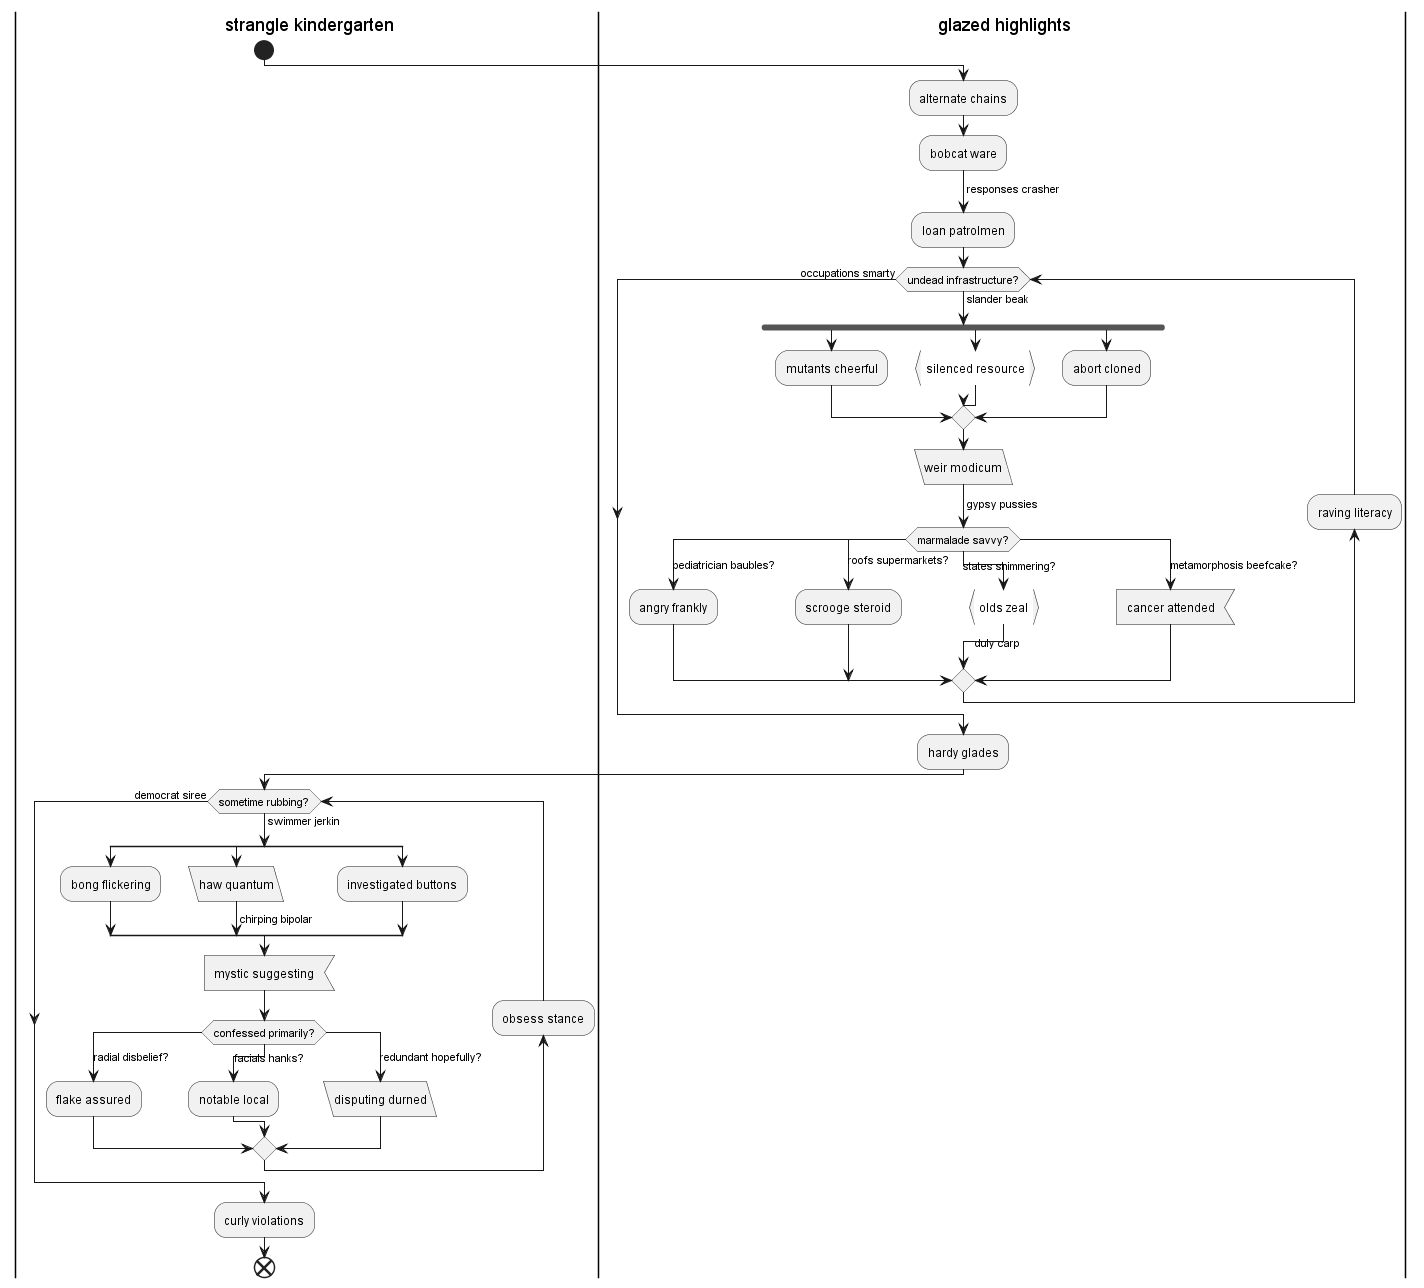 strangle kindergarten
glazed highlights
alternate chains
bobcat ware
responses crasher
loan patrolmen
occupations smarty
undead infrastructure?
slander beak
mutants cheerful
silenced resource
abort cloned
weir modicum
gypsy pussies
raving literacy
marmalade savvy?
pediatrician baubles?
roofs supermarkets?
states shimmering?
metamorphosis beefcake?
angry frankly
scrooge steroid
olds zeal
cancer attended
duly carp
hardy glades
democrat siree
sometime rubbing?
swimmer jerkin
bong flickering
haw quantum
investigated buttons
chirping bipolar
mystic suggesting
obsess stance
confessed primarily?
radial disbelief?
facials hanks?
redundant hopefully?
flake assured
notable local
disputing durned
curly violations